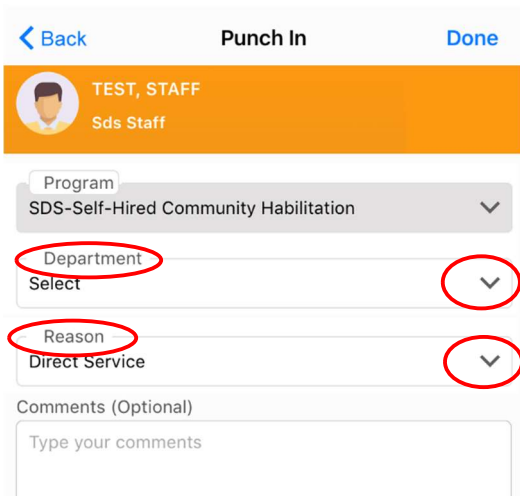 Back Punch In Done
TEST, STAFF
Sds Staff
Program
SDS-Self-Hired Community Habilitation
Department
Select
Reason
Direct Service
Comments (Optional)
Type your comments